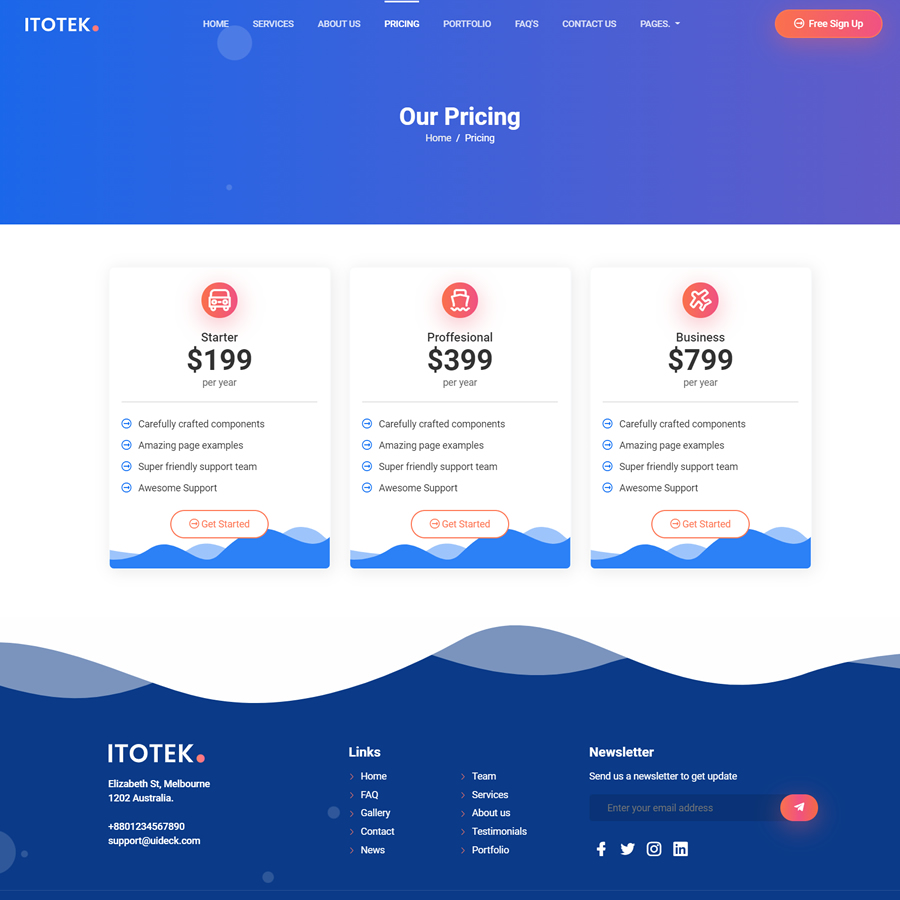 ITOTEK.
HOME SERVICES ABOUT US PRICING PORTFOLIO FAQ'S CONTACT US PAGES.
Free Sign Up
Our Pricing
Home / Pricing
Starter
$199
per year
Carefully crafted components
Amazing page examples
Super friendly support team
Awesome Support
Get Started
Proffesional
$399
per year
Carefully crafted components
Amazing page examples
Super friendly support team
Awesome Support
Get Started
Business
$799
per year
Carefully crafted components
Amazing page examples
Super friendly support team
Awesome Support
Get Started
ITOTEK.
Elizabeth St, Melbourne
1202 Australia.
+8801234567890
support@uideck.com
Links
Home
FAQ
Gallery
Contact
News
Team
Services
About us
Testimonials
Portfolio
Newsletter
Send us a newsletter to get update
Enter your email address